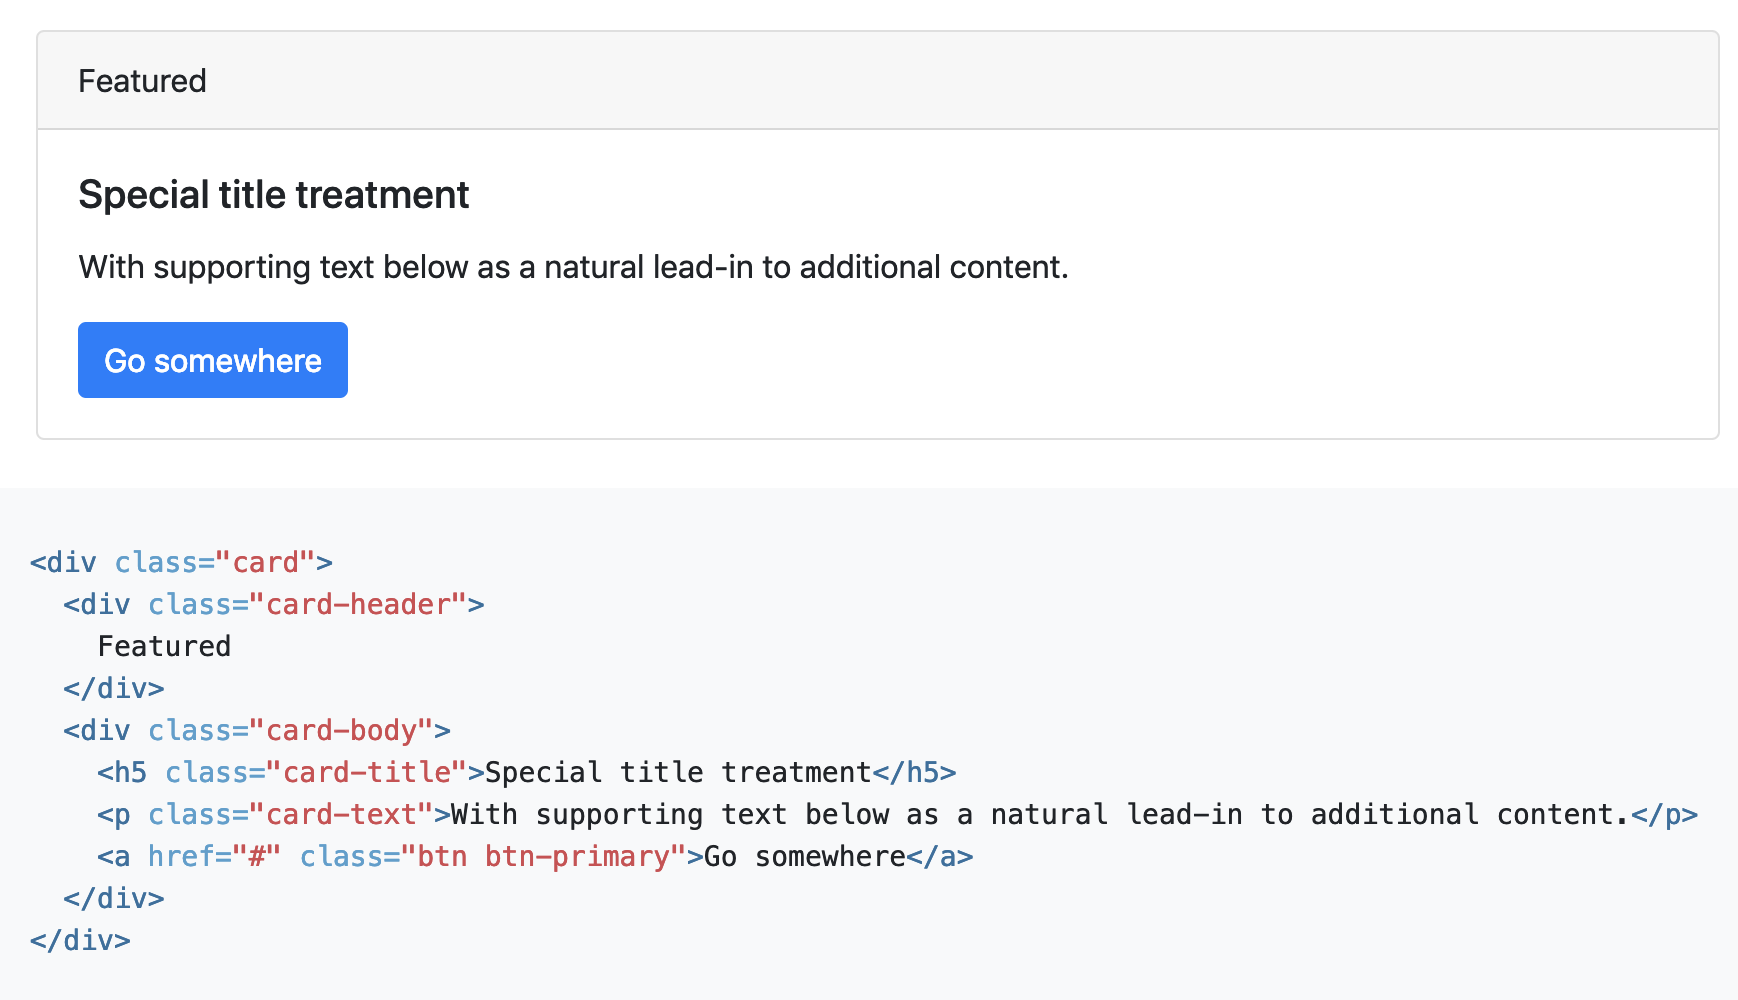 Featured
Special title treatment
With supporting text below as a natural lead-in to additional content.
Go somewhere
<div class="card">
  <div class="card-header">
    Featured
  </div>
  <div class="card-body">
    <h5 class="card-title">Special title treatment</h5>
    <p class="card-text">With supporting text below as a natural lead-in to additional content.</p>
    <a href="#" class="btn btn-primary">Go somewhere</a>
  </div>
</div>